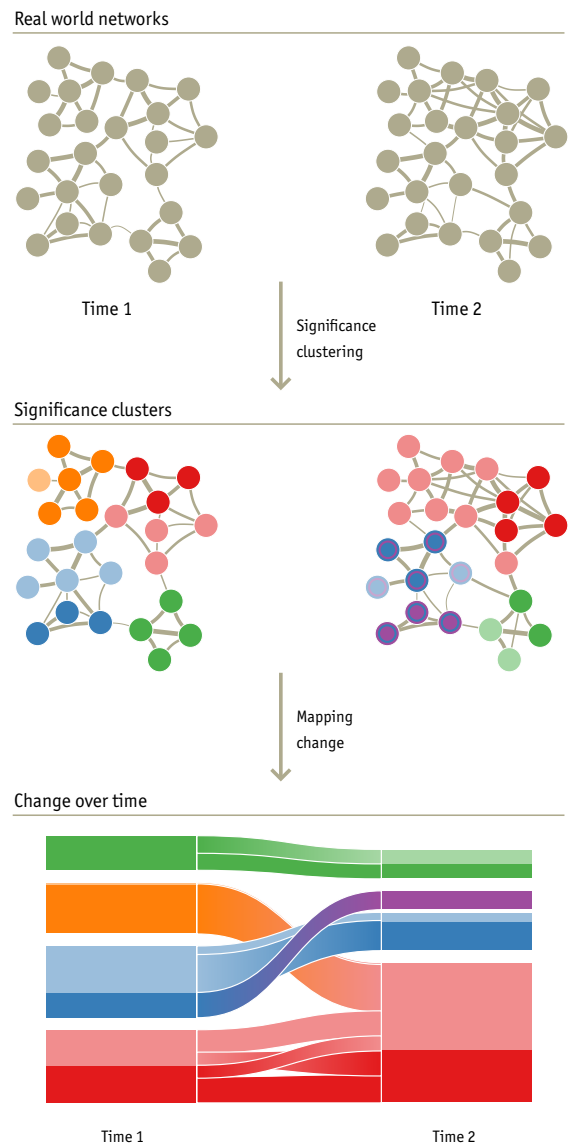 Real world networks
Time 1
Time 2
Significance
clustering
Significance clusters
Mapping
change
Change over time
Time 1
Time 2